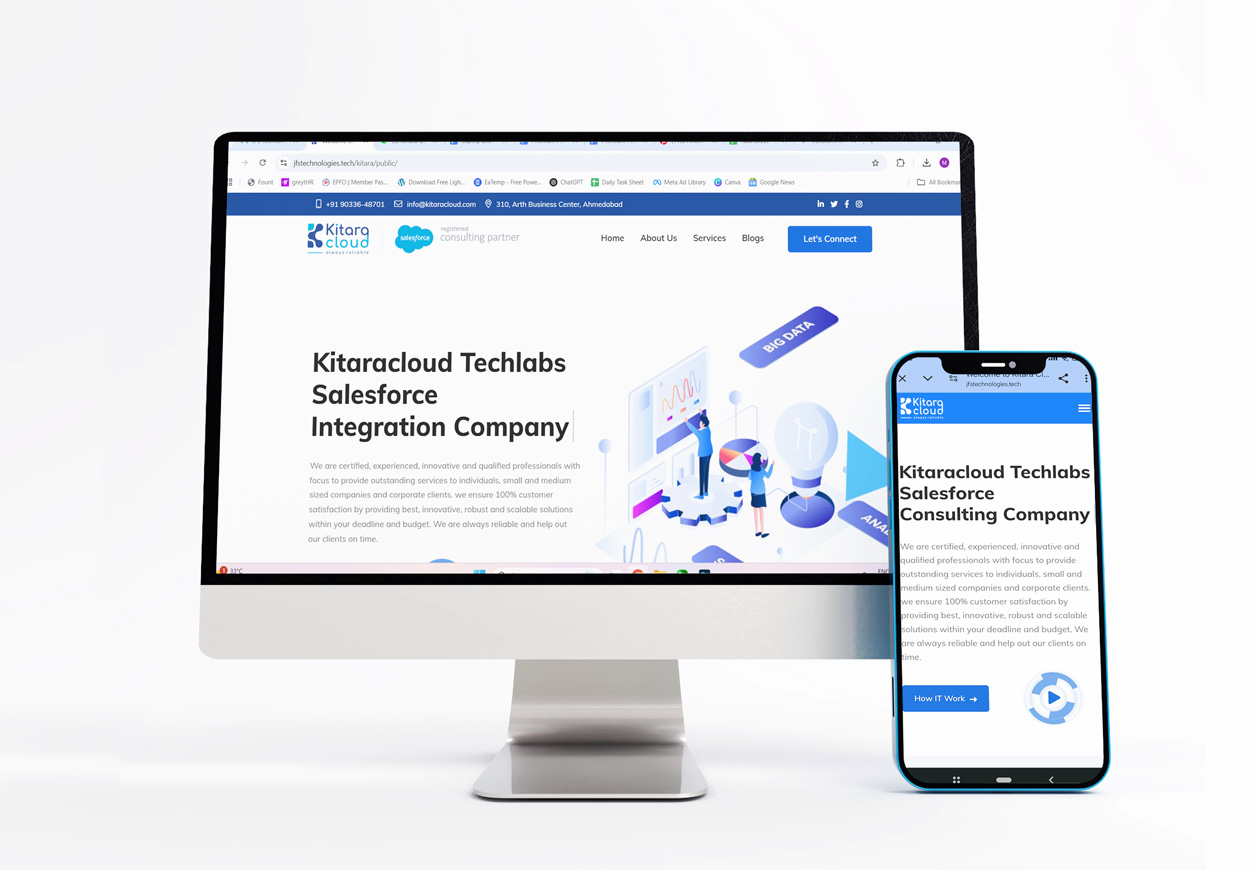 jfstechnologies.tech/kitara/public/
M
Fount greytHR EPFO | Member Pas... Download Free Ligh... EaTemp - Free Powe... ChatGPT Daily Task Sheet Meta Ad Library Canva Google News All Bookmar
+91 90336-48701 info@kitaracloud.com 310, Arth Business Center, Ahmedabad
Kitara
cloud
always reliable
salesforce
registered
consulting partner
Home About Us Services Blogs Let's Connect
BIG DATA
Kitaracloud Techlabs
Salesforce
Integration Company
We are certified, experienced, innovative and qualified professionals with
focus to provide outstanding services to individuals, small and medium
sized companies and corporate clients. we ensure 100% customer
satisfaction by providing best, innovative, robust and scalable solutions
within your deadline and budget. We are always reliable and help out
our clients on time.
ANA
33°C
ENG
Welcome to Kitara Cl...
jfstechnologies.tech
Kitara
cloud
always reliable
Kitaracloud Techlabs
Salesforce
Consulting Company
We are certified, experienced, innovative and
qualified professionals with focus to provide
outstanding services to individuals, small and
medium sized companies and corporate clients.
we ensure 100% customer satisfaction by
providing best, innovative, robust and scalable
solutions within your deadline and budget. We
are always reliable and help out our clients on
time.
How IT Work →